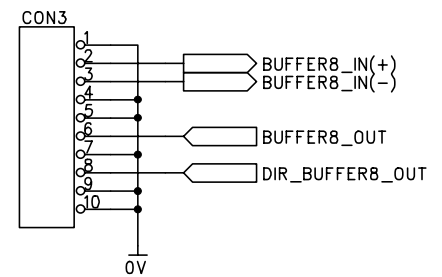 CON3
1
2 BUFFER8_IN(+)
3 BUFFER8_IN(-)
4
5
6 BUFFER8_OUT
7
8 DIR_BUFFER8_OUT
9
10
0V